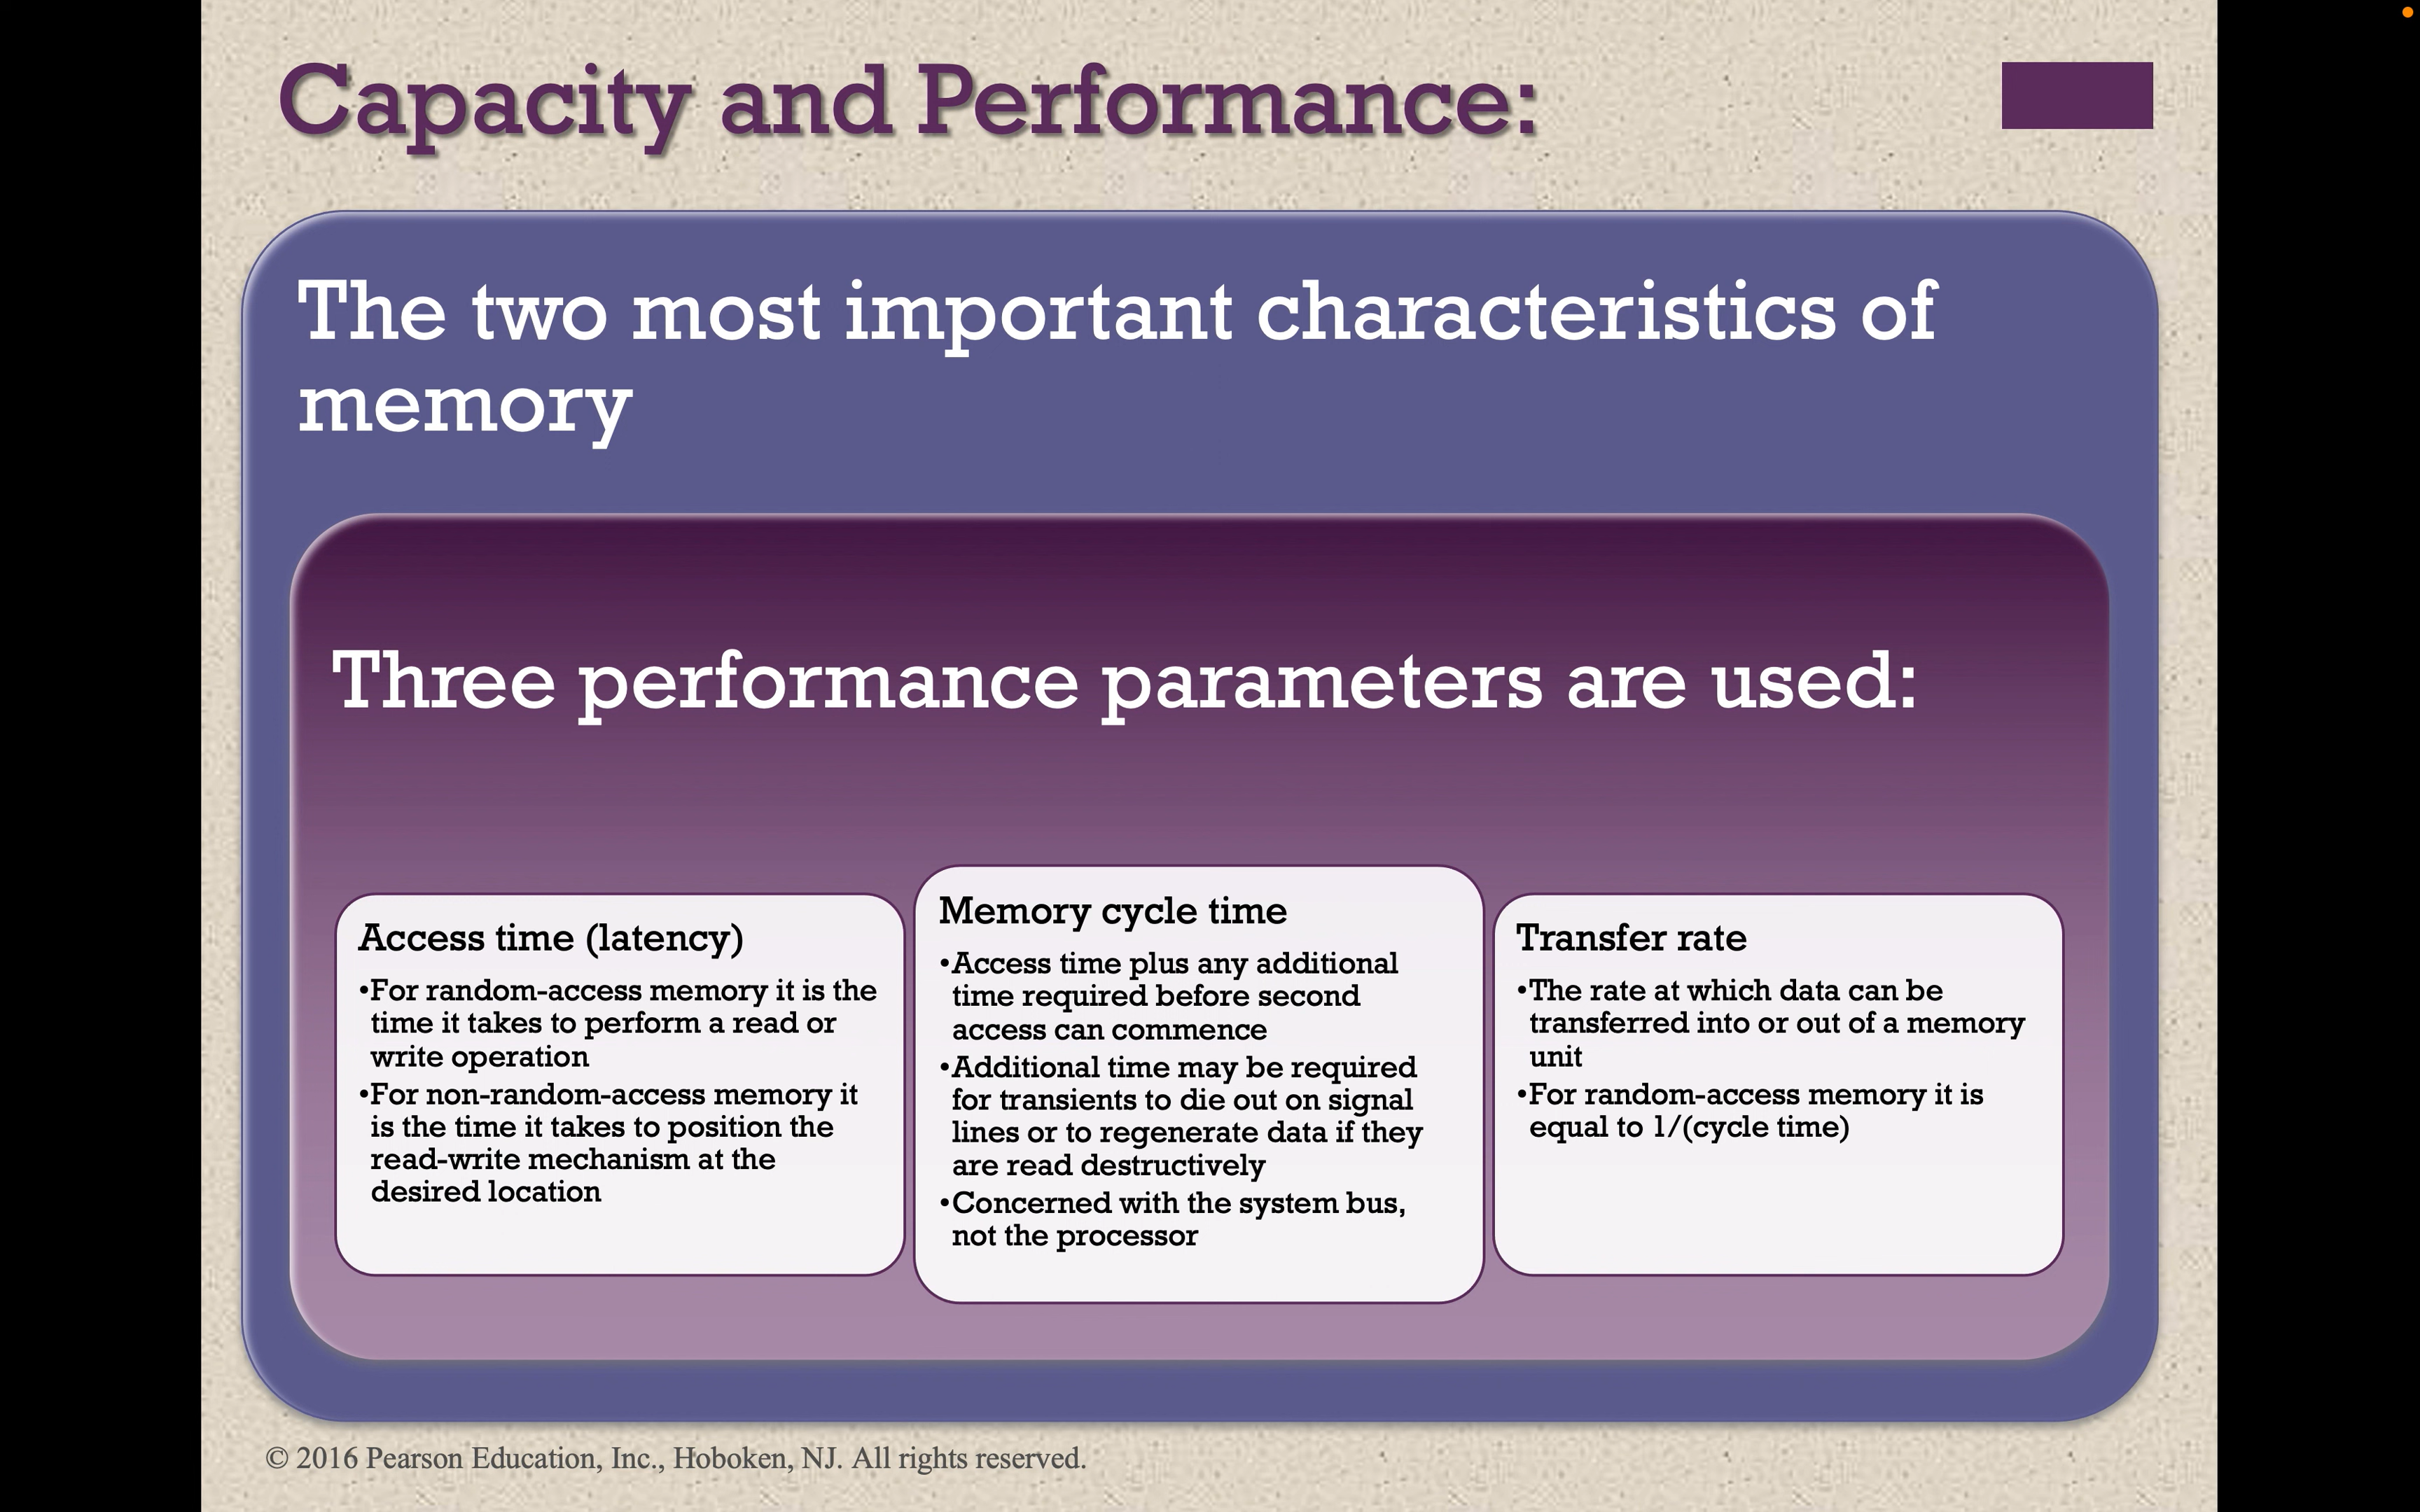 Capacity and Performance:
The two most important characteristics of
memory
Three performance parameters are used:
Access time (latency)
•For random-access memory it is the
time it takes to perform a read or
write operation
•For non-random-access memory it
is the time it takes to position the
read-write mechanism at the
desired location
Memory cycle time
•Access time plus any additional
time required before second
access can commence
•Additional time may be required
for transients to die out on signal
lines or to regenerate data if they
are read destructively
•Concerned with the system bus,
not the processor
Transfer rate
•The rate at which data can be
transferred into or out of a memory
unit
•For random-access memory it is
equal to 1/(cycle time)
© 2016 Pearson Education, Inc., Hoboken, NJ. All rights reserved.